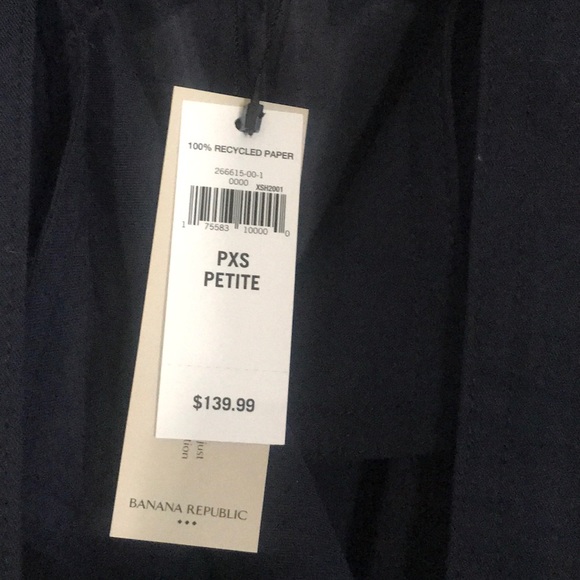 100% RECYCLED PAPER
266615-00-1
0000 XSH2001
1 75583 10000 0
PXS
PETITE
$139.99
BANANA REPUBLIC